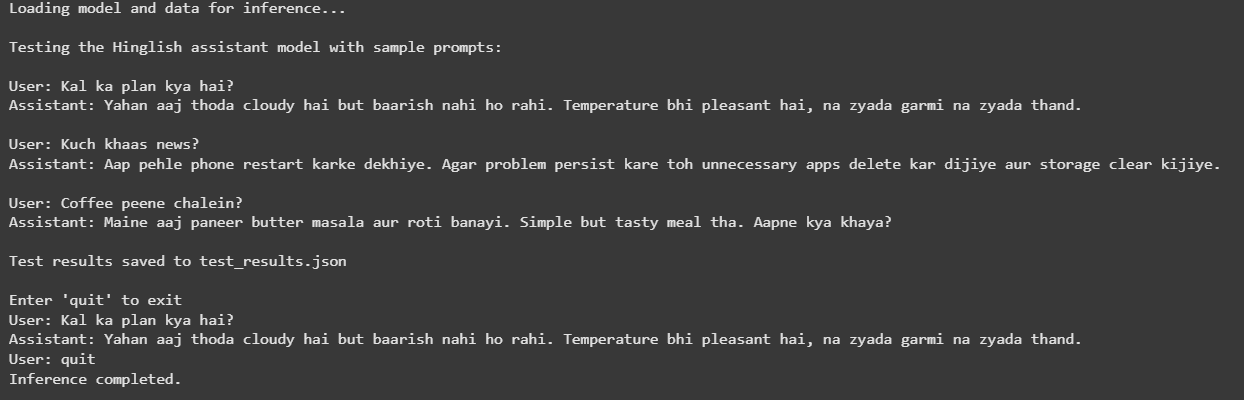 Loading model and data for inference...
Testing the Hinglish assistant model with sample prompts:
User: Kal ka plan kya hai?
Assistant: Yahan aaj thoda cloudy hai but baarish nahi ho rahi. Temperature bhi pleasant hai, na zyada garmi na zyada thand.
User: Kuch khaas news?
Assistant: Aap pehle phone restart karke dekhiye. Agar problem persist kare toh unnecessary apps delete kar dijiye aur storage clear kijiye.
User: Coffee peene chalein?
Assistant: Maine aaj paneer butter masala aur roti banayi. Simple but tasty meal tha. Aapne kya khaya?
Test results saved to test_results.json
Enter 'quit' to exit
User: Kal ka plan kya hai?
Assistant: Yahan aaj thoda cloudy hai but baarish nahi ho rahi. Temperature bhi pleasant hai, na zyada garmi na zyada thand.
User: quit
Inference completed.